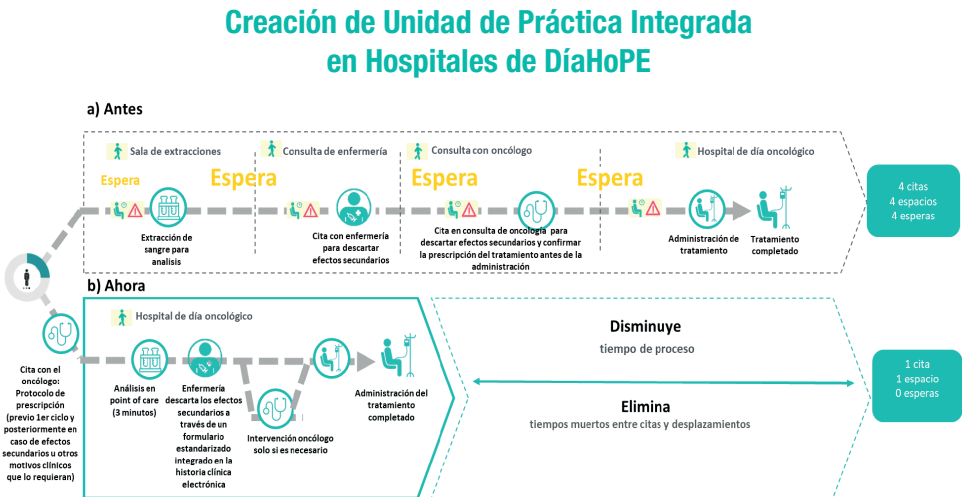 Creación de Unidad de Práctica Integrada
en Hospitales de DíaHoPE
a) Antes
Sala de extracciones
Consulta de enfermería
Consulta con oncólogo
Hospital de día oncológico
Espera
Espera
Espera
Espera
Extracción de
sangre para
analisis
Cita con enfermería
para descartar
efectos secundarios
Cita en consulta de oncología para
descartar efectos secundarios y confirmar
la prescripción del tratamiento antes de la
administración
Administración de
tratamiento
Tratamiento
completado
4 citas
4 espacios
4 esperas
b) Ahora
Hospital de día oncológico
Cita con el
oncólogo:
Protocolo de
prescripción
(previo 1er ciclo y
posteriormente en
caso de efectos
secundarios u otros
motivos clínicos
que lo requieran)
Análisis en
point of care
(3 minutos)
Enfermería
descarta los efectos
secundarios a
través de un
formulario
estandarizado
integrado en la
historia clínica
electrónica
Intervención oncólogo
solo si es necesario
Administración del
tratamiento
completado
Disminuye
tiempo de proceso
Elimina
tiempos muertos entre citas y desplazamientos
1 cita
1 espacio
0 esperas